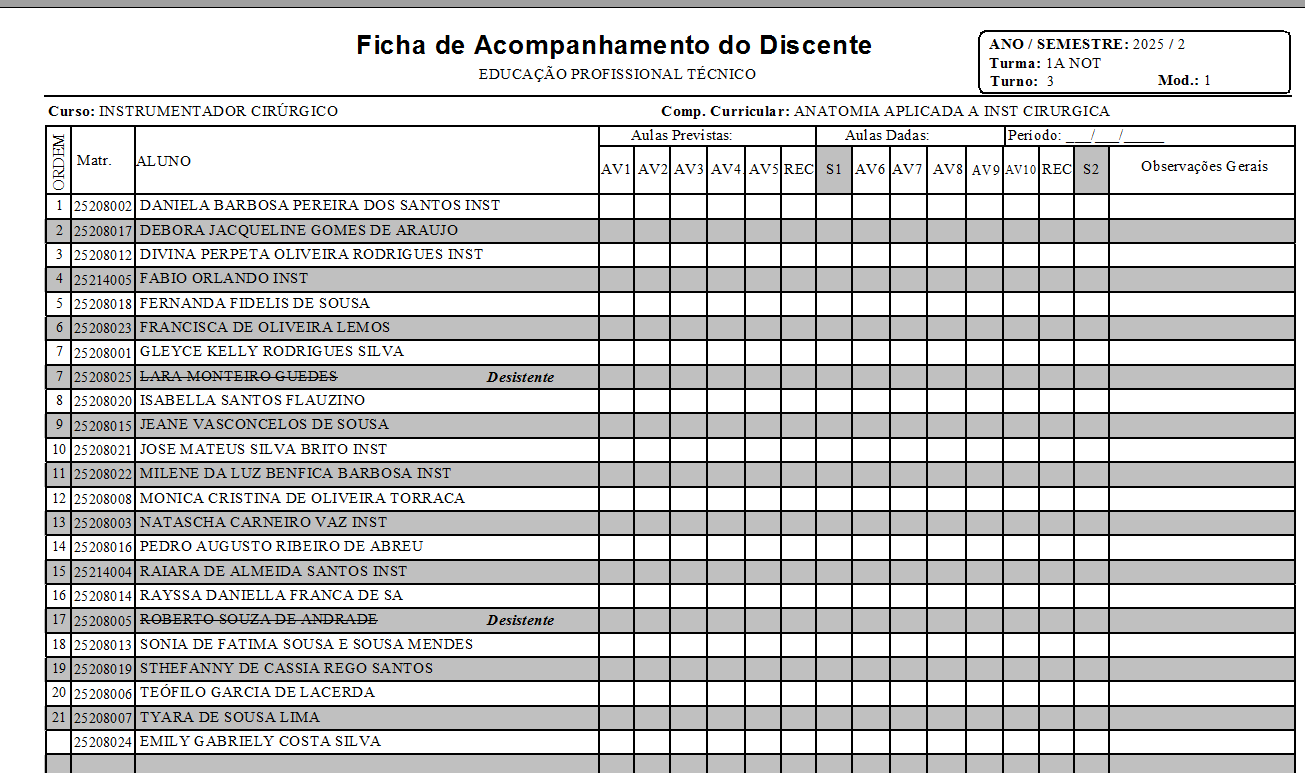 Ficha de Acompanhamento do Discente
EDUCAÇÃO PROFISSIONAL TÉCNICO
ANO / SEMESTRE: 2025 / 2
Turma: 1A NOT
Turno: 3 Mod.: 1
Curso: INSTRUMENTADOR CIRÚRGICO Comp. Curricular: ANATOMIA APLICADA A INST CIRURGICA
ORDEM Matr. ALUNO Aulas Previstas: Aulas Dadas: Periodo: ___/___/_____
AV1 AV2 AV3 AV4 AV5 REC S1 AV6 AV7 AV8 AV9 AV10 REC S2 Observações Gerais
1 25208002 DANIELA BARBOSA PEREIRA DOS SANTOS INST
2 25208017 DEBORA JACQUELINE GOMES DE ARAUJO
3 25208012 DIVINA PERPETA OLIVEIRA RODRIGUES INST
4 25214005 FABIO ORLANDO INST
5 25208018 FERNANDA FIDELIS DE SOUSA
6 25208023 FRANCISCA DE OLIVEIRA LEMOS
7 25208001 GLEYCE KELLY RODRIGUES SILVA
7 25208025 LARA MONTEIRO GUEDES Desistente
8 25208020 ISABELLA SANTOS FLAUZINO
9 25208015 JEANE VASCONCELOS DE SOUSA
10 25208021 JOSE MATEUS SILVA BRITO INST
11 25208022 MILENE DA LUZ BENFICA BARBOSA INST
12 25208008 MONICA CRISTINA DE OLIVEIRA TORRACA
13 25208003 NATASCHA CARNEIRO VAZ INST
14 25208016 PEDRO AUGUSTO RIBEIRO DE ABREU
15 25214004 RAIARA DE ALMEIDA SANTOS INST
16 25208014 RAYSSA DANIELLA FRANCA DE SA
17 25208005 ROBERTO SOUZA DE ANDRADE Desistente
18 25208013 SONIA DE FATIMA SOUSA E SOUSA MENDES
19 25208019 STHEFANNY DE CASSIA REGO SANTOS
20 25208006 TEÓFILO GARCIA DE LACERDA
21 25208007 TYARA DE SOUSA LIMA
25208024 EMILY GABRIELY COSTA SILVA